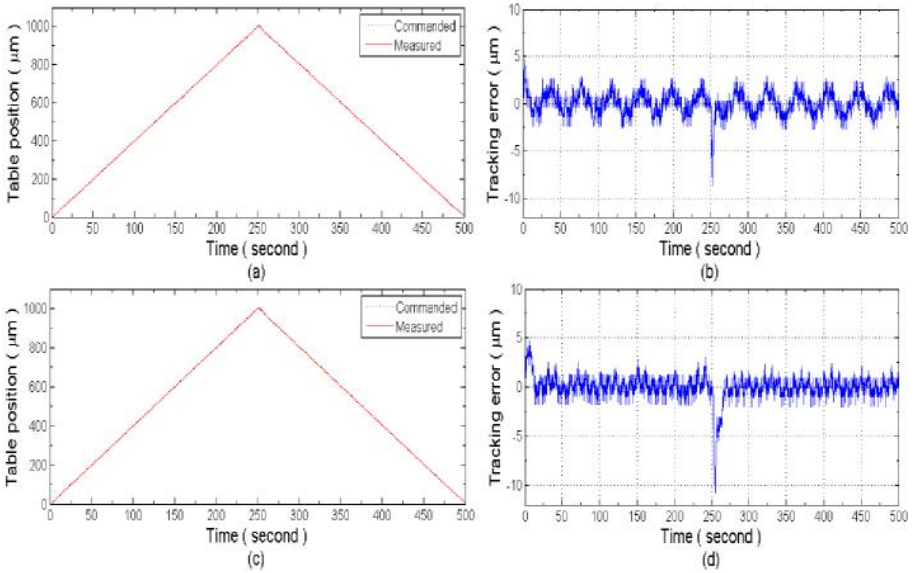 Table position ( μm )
1000
800
600
400
200
0
Commanded
Measured
0 50 100 150 200 250 300 350 400 450 500
Time ( second )
(a)
Tracking error ( μm )
10
5
0
-5
-10
0 50 100 150 200 250 300 350 400 450 500
Time ( second )
(b)
Table position ( μm )
1000
800
600
400
200
0
Commanded
Measured
0 50 100 150 200 250 300 350 400 450 500
Time ( second )
(c)
Tracking error ( μm )
10
5
0
-5
-10
0 50 100 150 200 250 300 350 400 450 500
Time ( second )
(d)